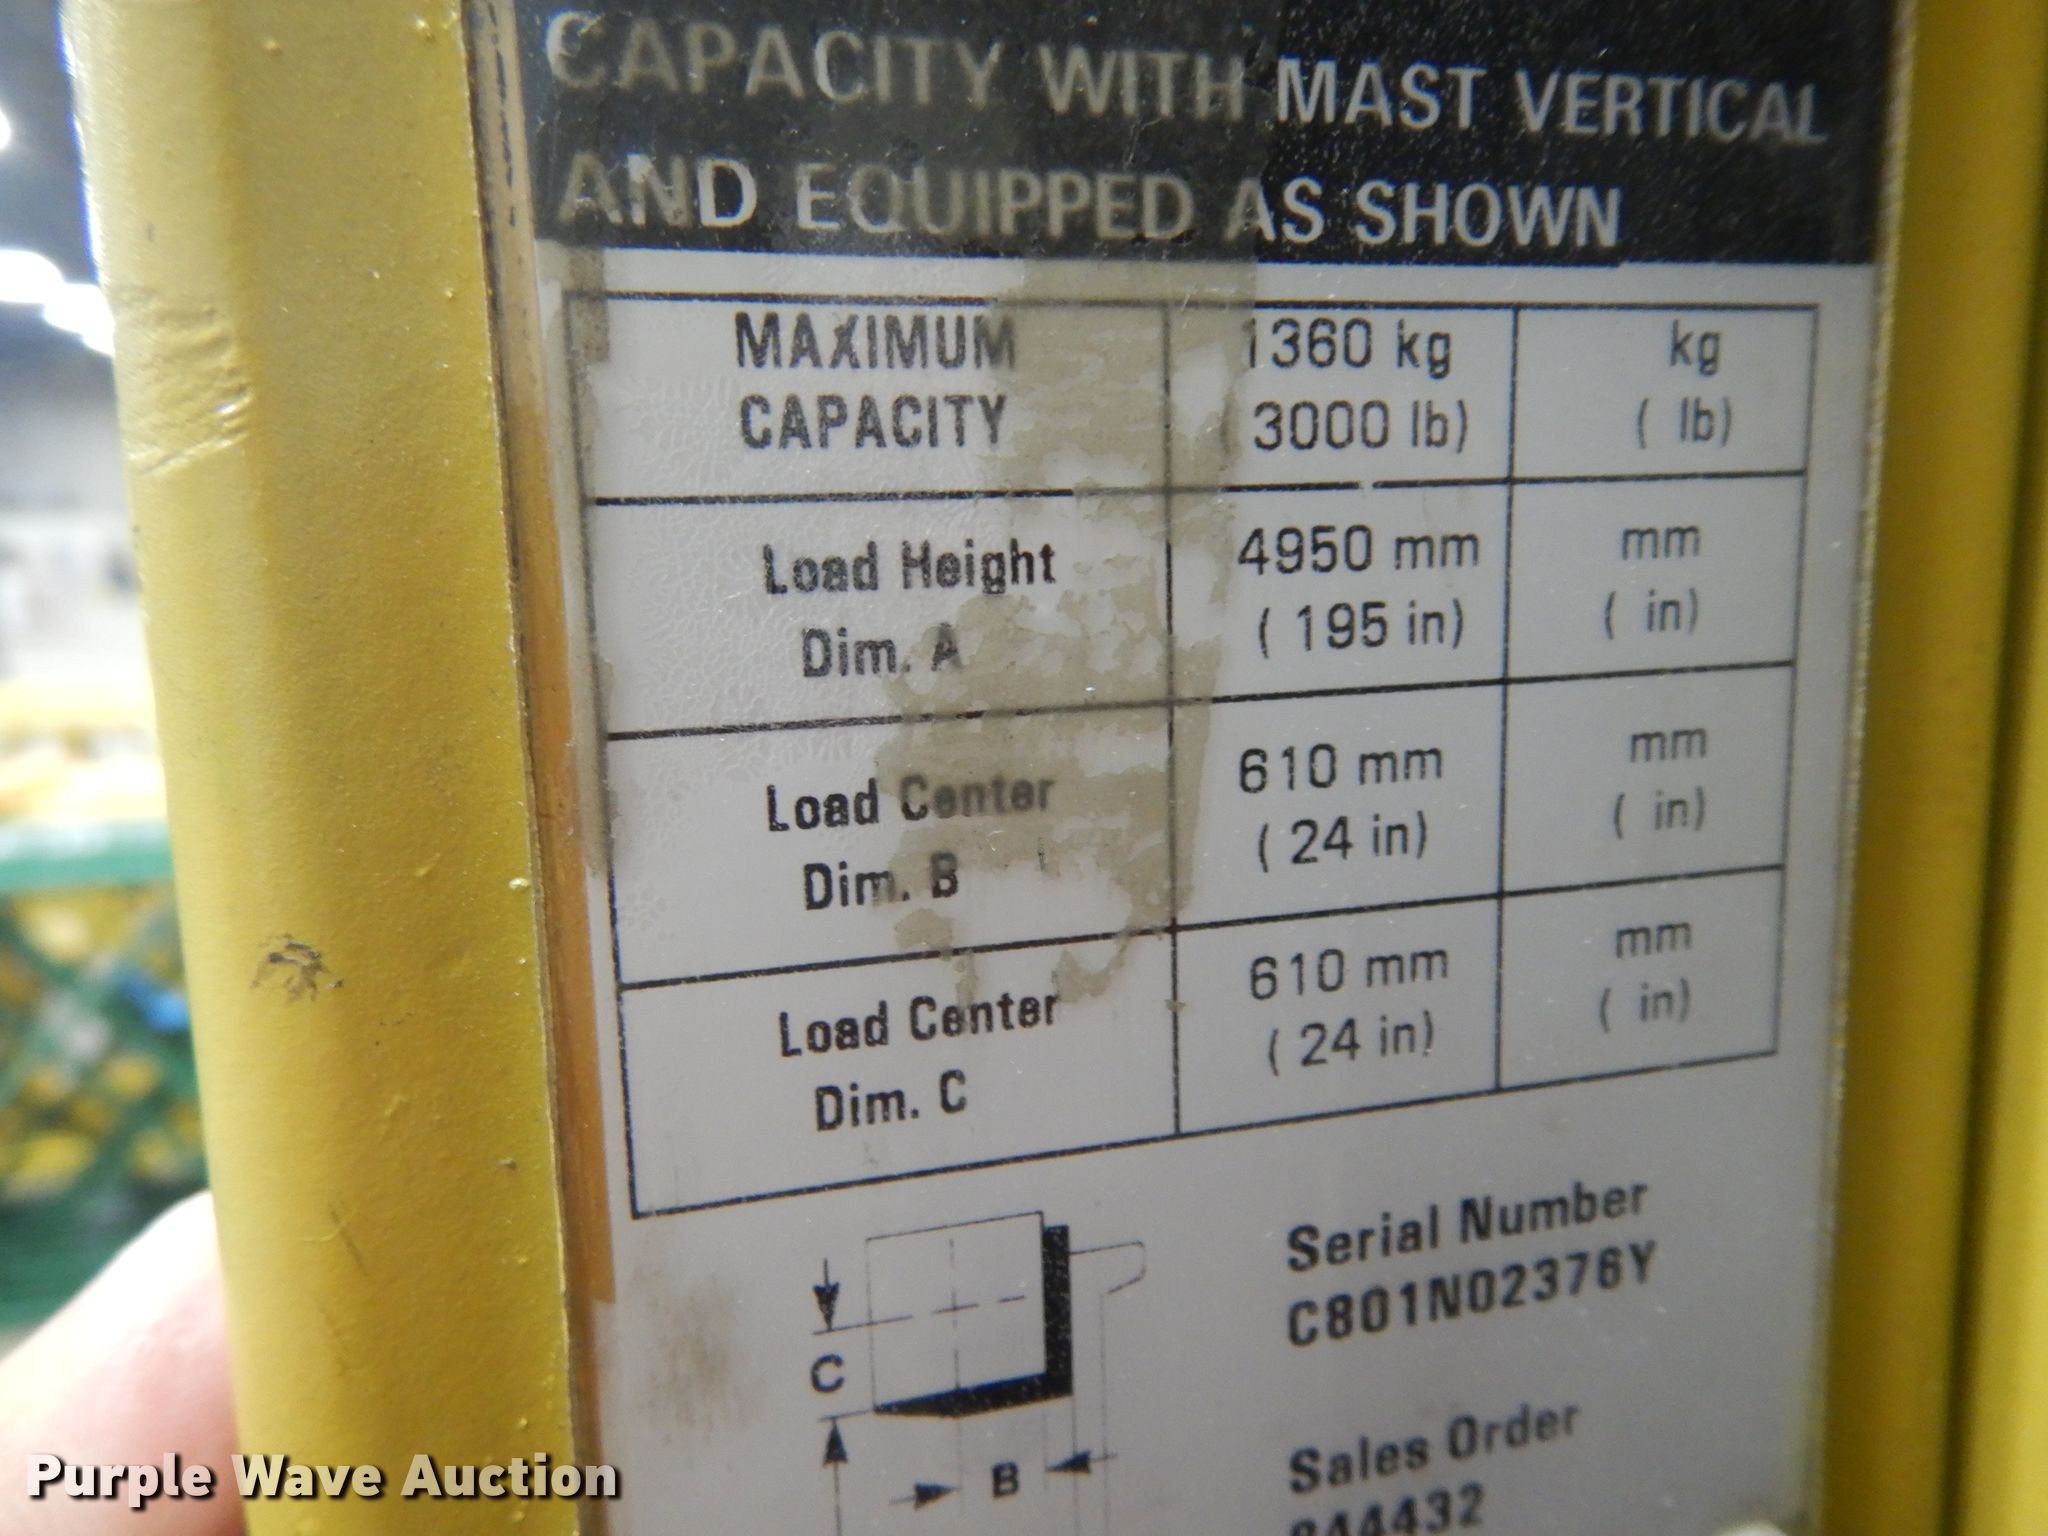 CAPACITY WITH MAST VERTICAL
AND EQUIPPED AS SHOWN
MAXIMUM
CAPACITY
1360 kg
3000 lb)
kg
( lb)
Load Height
Dim. A
4950 mm
( 195 in)
mm
( in)
Load Center
Dim. B
610 mm
( 24 in)
mm
( in)
Load Center
Dim. C
610 mm
( 24 in)
mm
( in)
C
B
Serial Number
C801N02376Y
Sales Order
Purple Wave Auction